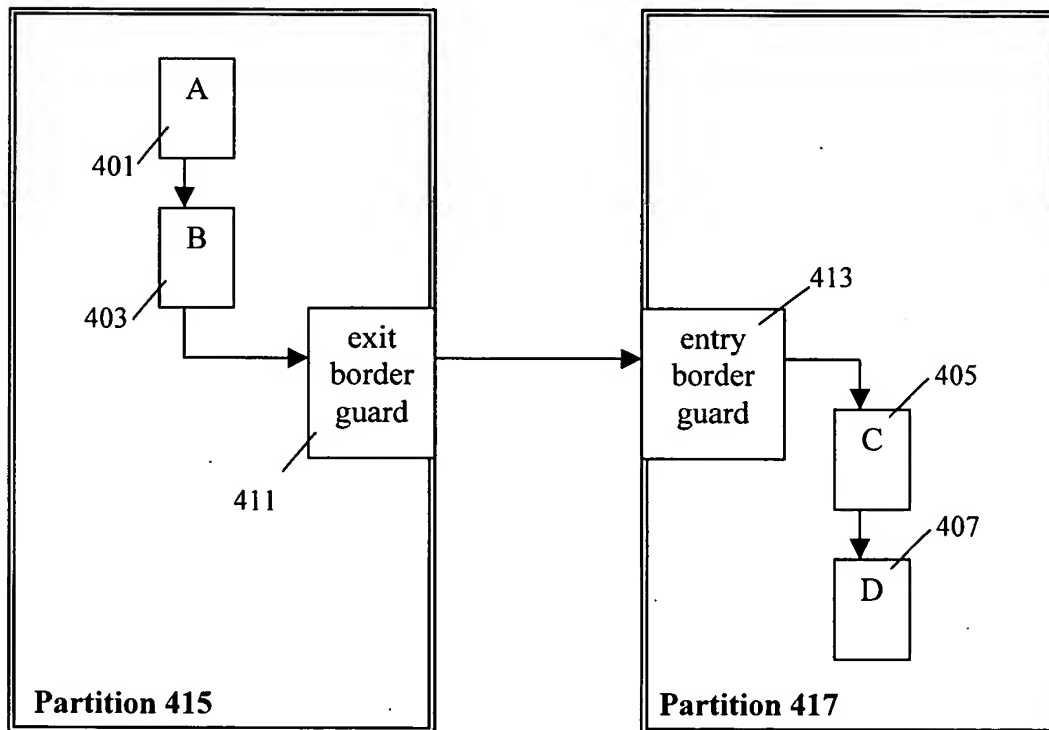 A
401
B
403
exit
border
guard
411
Partition 415
entry
border
guard
413
C
405
D
407
Partition 417